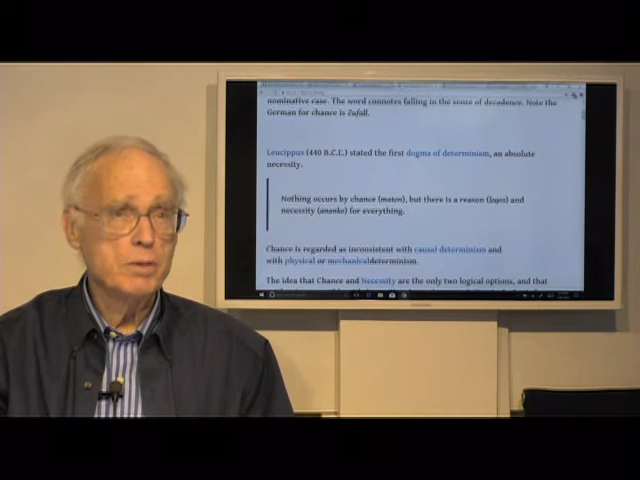 nominative case. The word connotes falling in the sense of decadence. Note the
German for chance is Zufall.
Leucippus (440 B.C.E.) stated the first dogma of determinism, an absolute
necessity.
Nothing occurs by chance (maton), but there is a reason (logos) and
necessity (ananke) for everything.
Chance is regarded as inconsistent with causal determinism and
with physical or mechanicaldeterminism.
The idea that Chance and Necessity are the only two logical options, and that